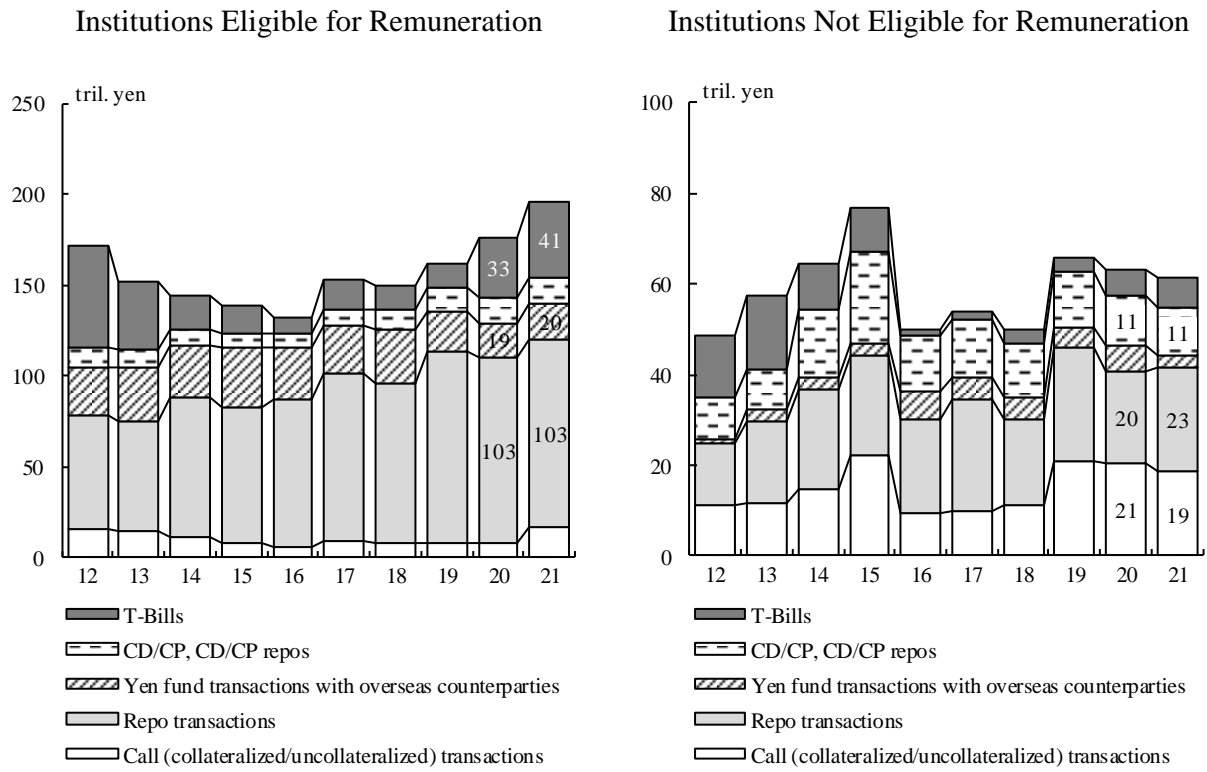 Institutions Eligible for Remuneration
tril. yen
250
200
150
100
50
0
41
33
20
19
103
103
12 13 14 15 16 17 18 19 20 21
T-Bills
CD/CP, CD/CP repos
Yen fund transactions with overseas counterparties
Repo transactions
Call (collateralized/uncollateralized) transactions
Institutions Not Eligible for Remuneration
tril. yen
100
80
60
40
20
0
11
11
20
23
21
19
12 13 14 15 16 17 18 19 20 21
T-Bills
CD/CP, CD/CP repos
Yen fund transactions with overseas counterparties
Repo transactions
Call (collateralized/uncollateralized) transactions